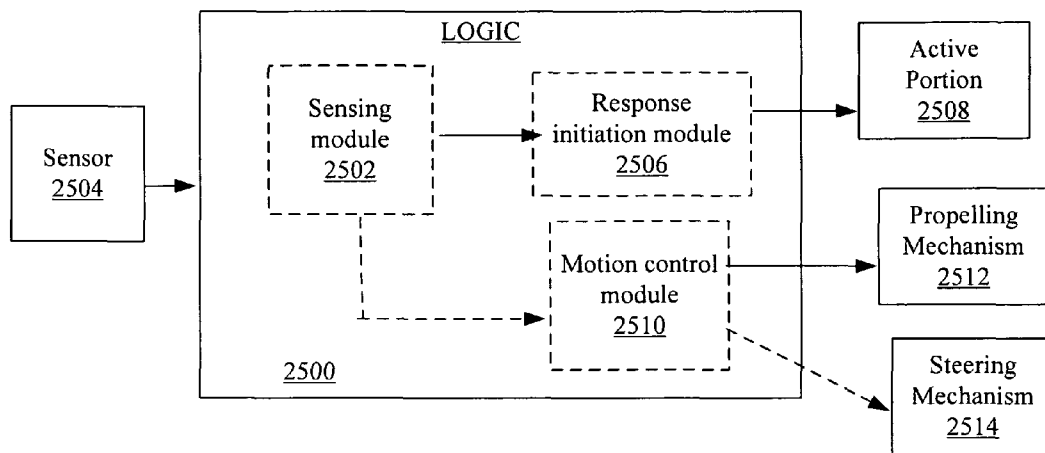 LOGIC
Sensor
2504
Sensing
module
2502
Response
initiation module
2506
Active
Portion
2508
Motion control
module
2510
Propelling
Mechanism
2512
2500
Steering
Mechanism
2514